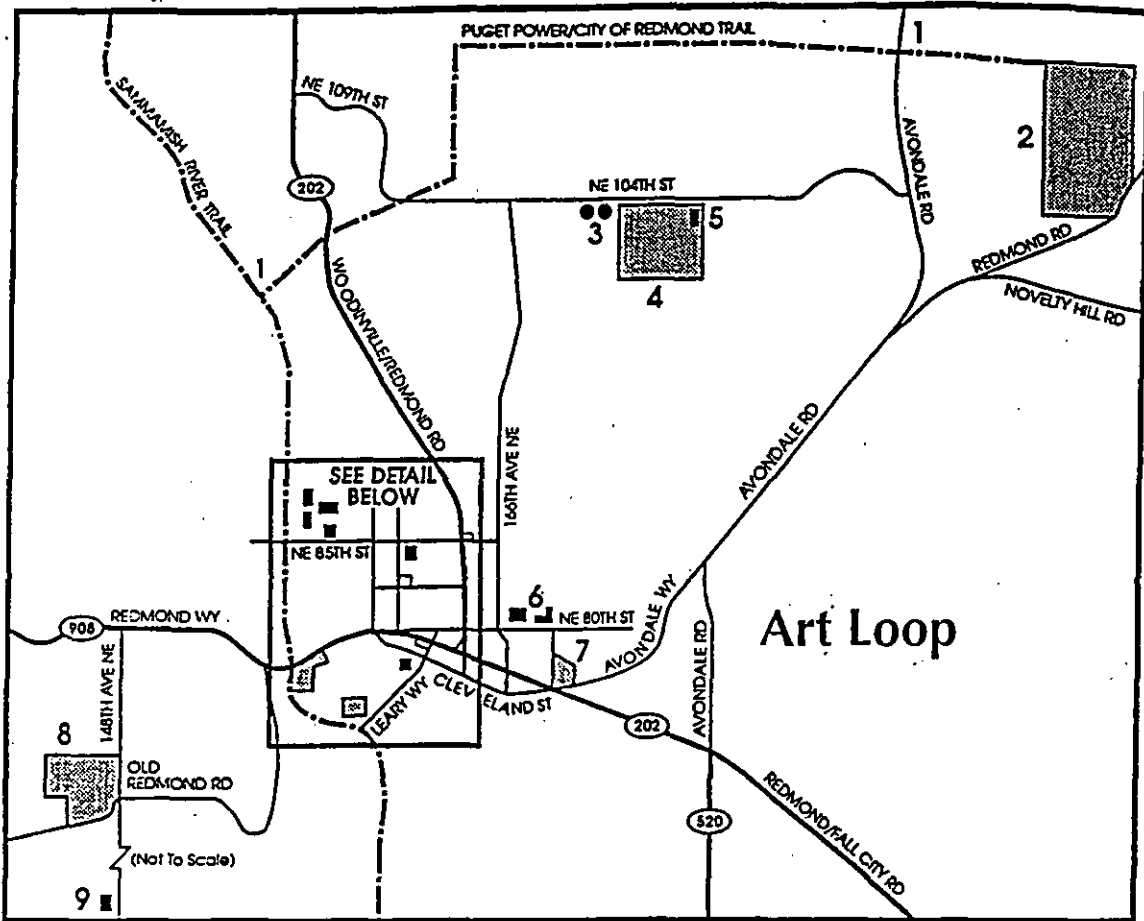 PUGET POWER/CITY OF REDMOND TRAIL
1
SAMMAMISH RIVER TRAIL
NE 109TH ST
202
2
AVONDALE RD
NE 104TH ST
3
5
4
REDMOND RD
NOVELTY HILL RD
1
WOODINVILLE/REDMOND RD
166TH AVE NE
AVONDALE RD
SEE DETAIL
BELOW
NE 85TH ST
908
REDMOND WY
6
NE 80TH ST
7
AVONDALE WY
AVONDALE RD
Art Loop
148TH AVE NE
LEARY WY
CLEVELAND ST
202
8
OLD
REDMOND RD
520
REDMOND/FALL CITY RD
(Not To Scale)
9